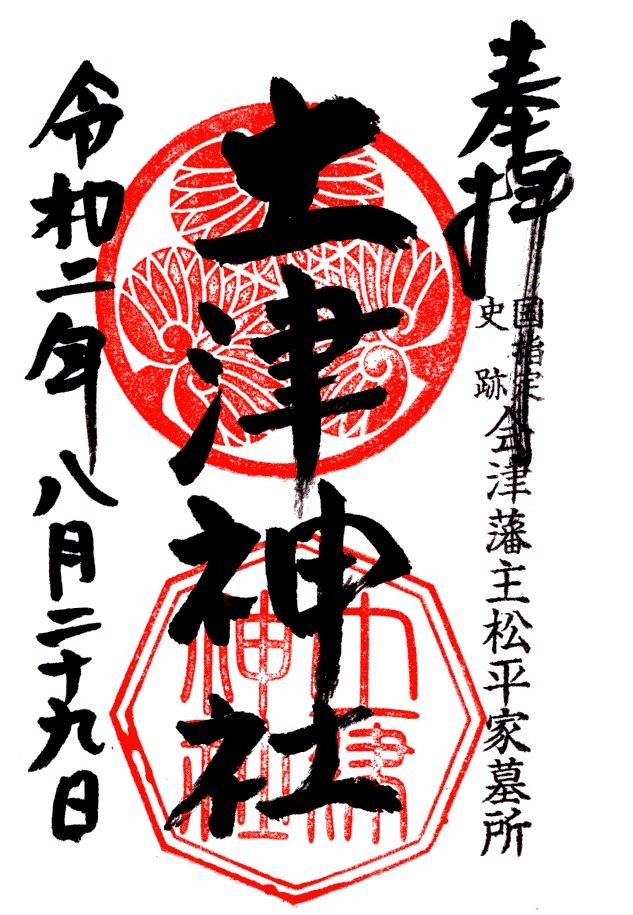 奉拝
国指定
史跡
会津藩主松平家墓所
土津神社
土津
神社
令和二年八月二十九日